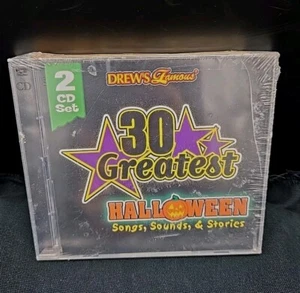 DREW'S Famous
2
CD
Set
30
Greatest
HALLOWEEN
Songs, Sounds, & Stories